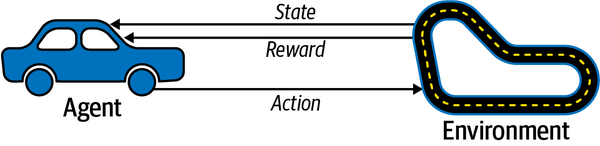 State
Reward
Action
Agent
Environment